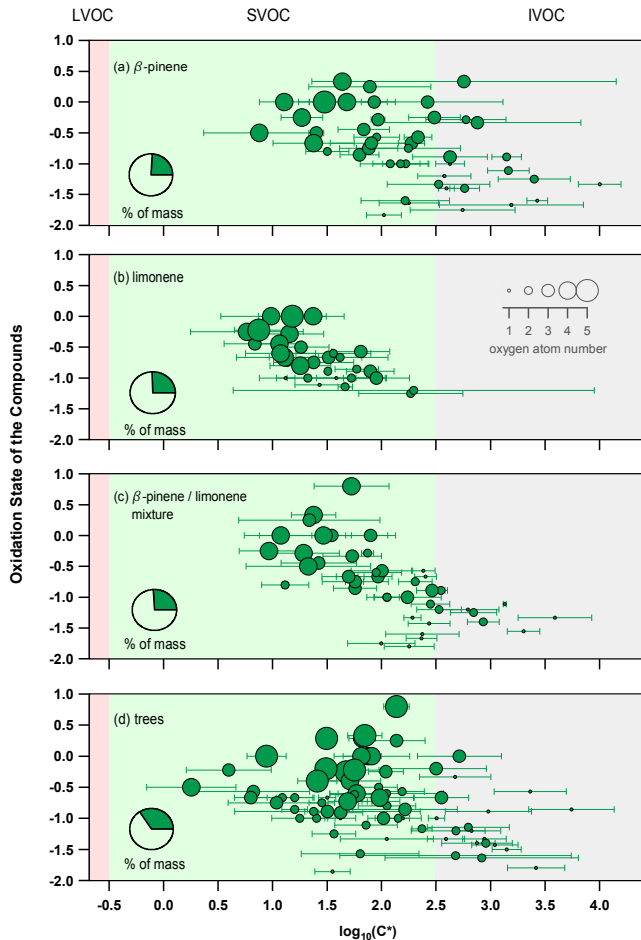 LVOC SVOC IVOC
1.0
0.5
0.0
-0.5
-1.0
-1.5
-2.0
(a) β-pinene
% of mass
1.0
0.5
0.0
-0.5
-1.0
-1.5
-2.0
(b) limonene
% of mass
1 2 3 4 5
oxygen atom number
Oxidation State of the Compounds
1.0
0.5
0.0
-0.5
-1.0
-1.5
-2.0
(c) β-pinene / limonene
mixture
% of mass
1.0
0.5
0.0
-0.5
-1.0
-1.5
-2.0
(d) trees
% of mass
-0.5 0.0 0.5 1.0 1.5 2.0 2.5 3.0 3.5 4.0
log10(C*)